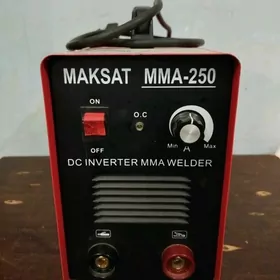 MAKSAT MMA-250
ON
O.C
OFF
Min A Max
DC INVERTER MMA WELDER